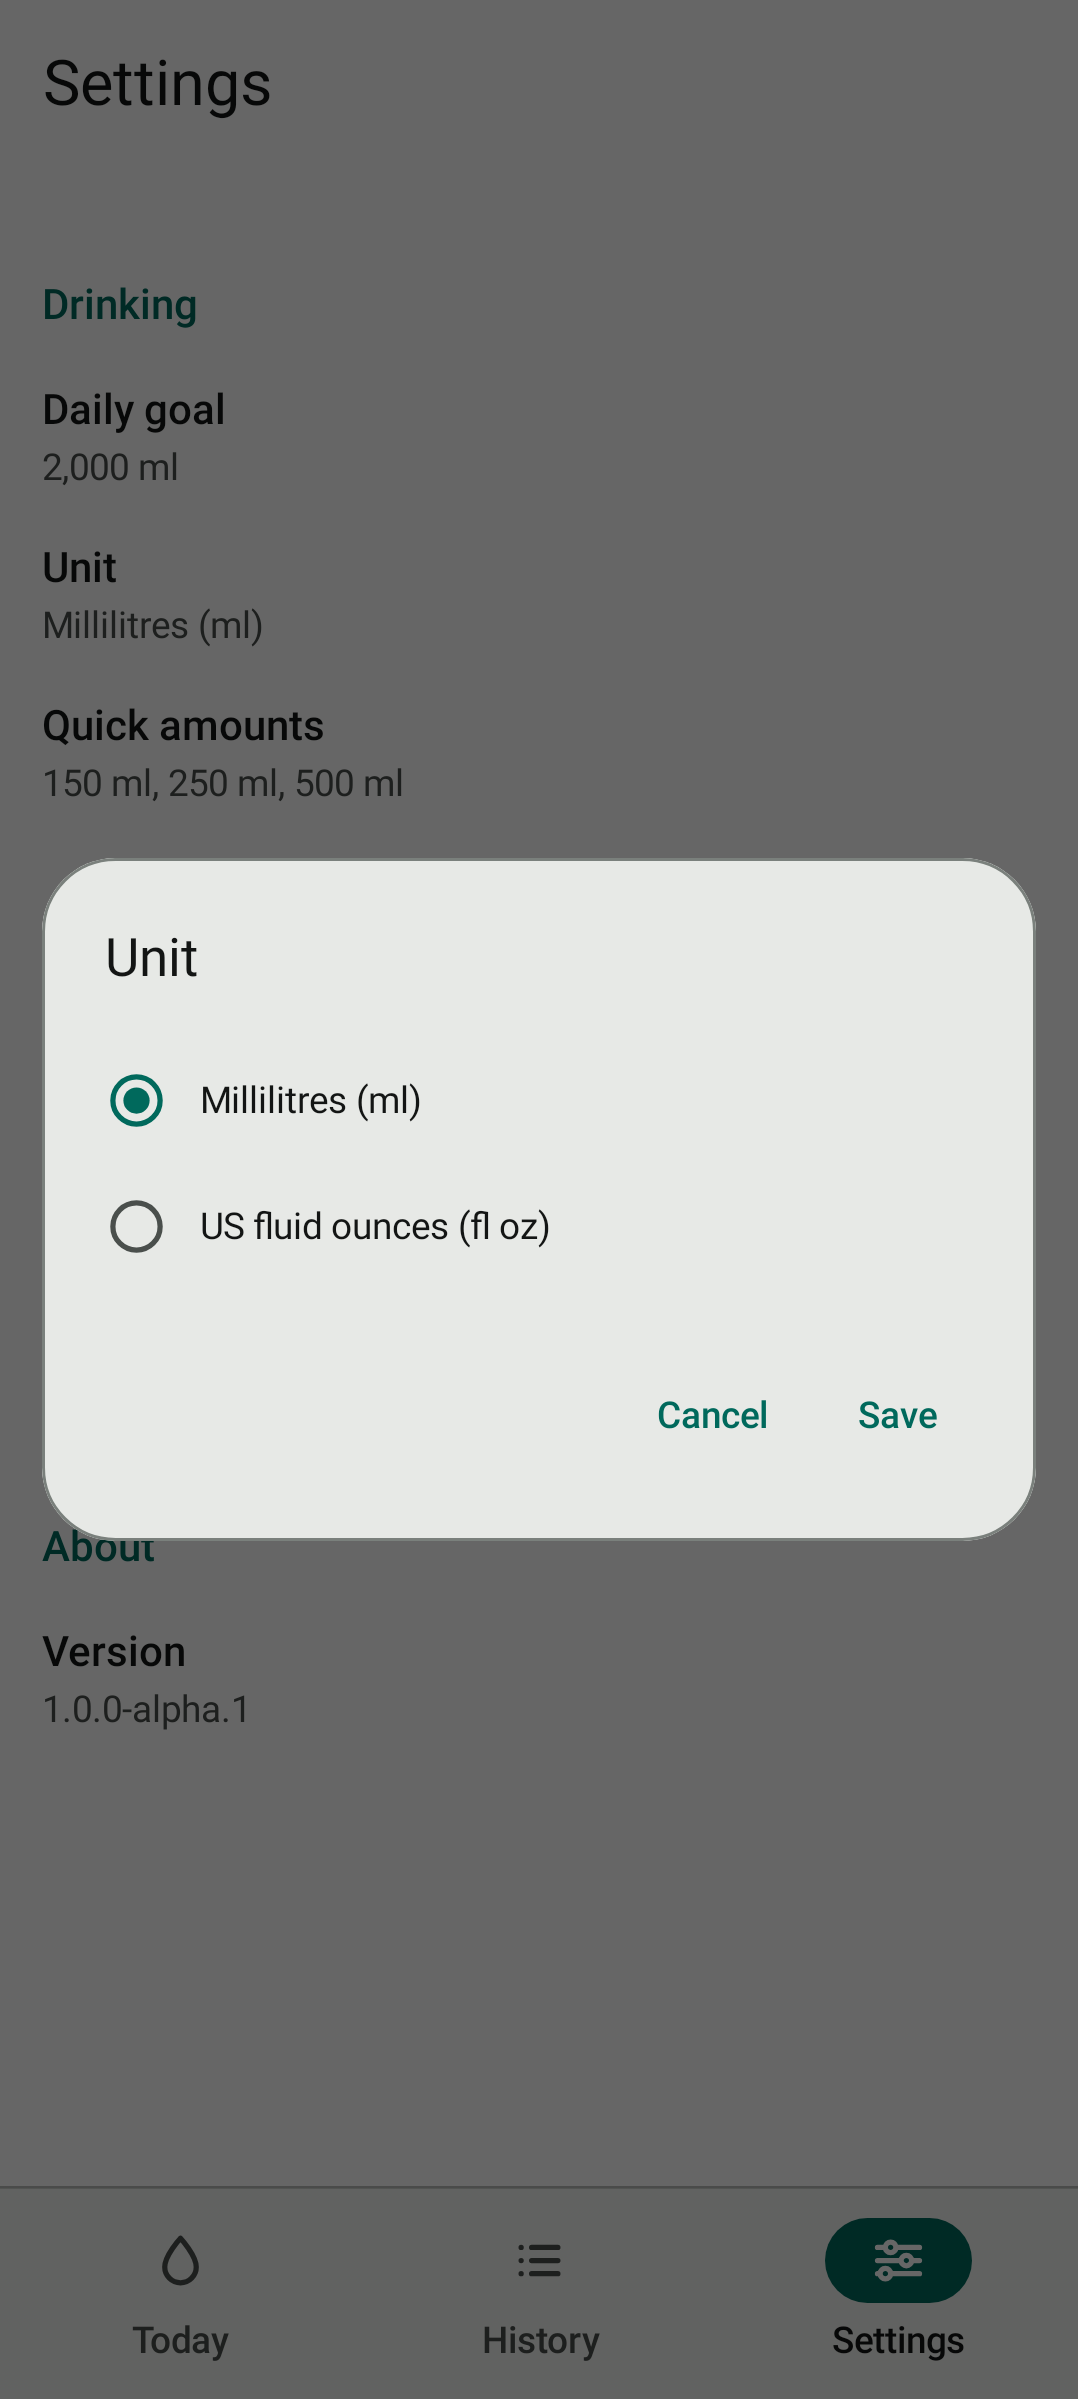 Settings
Drinking
Daily goal
2,000 ml
Unit
Millilitres (ml)
Quick amounts
150 ml, 250 ml, 500 ml
Unit
Millilitres (ml)
US fluid ounces (fl oz)
Cancel Save
About
Version
1.0.0-alpha.1
Today History Settings